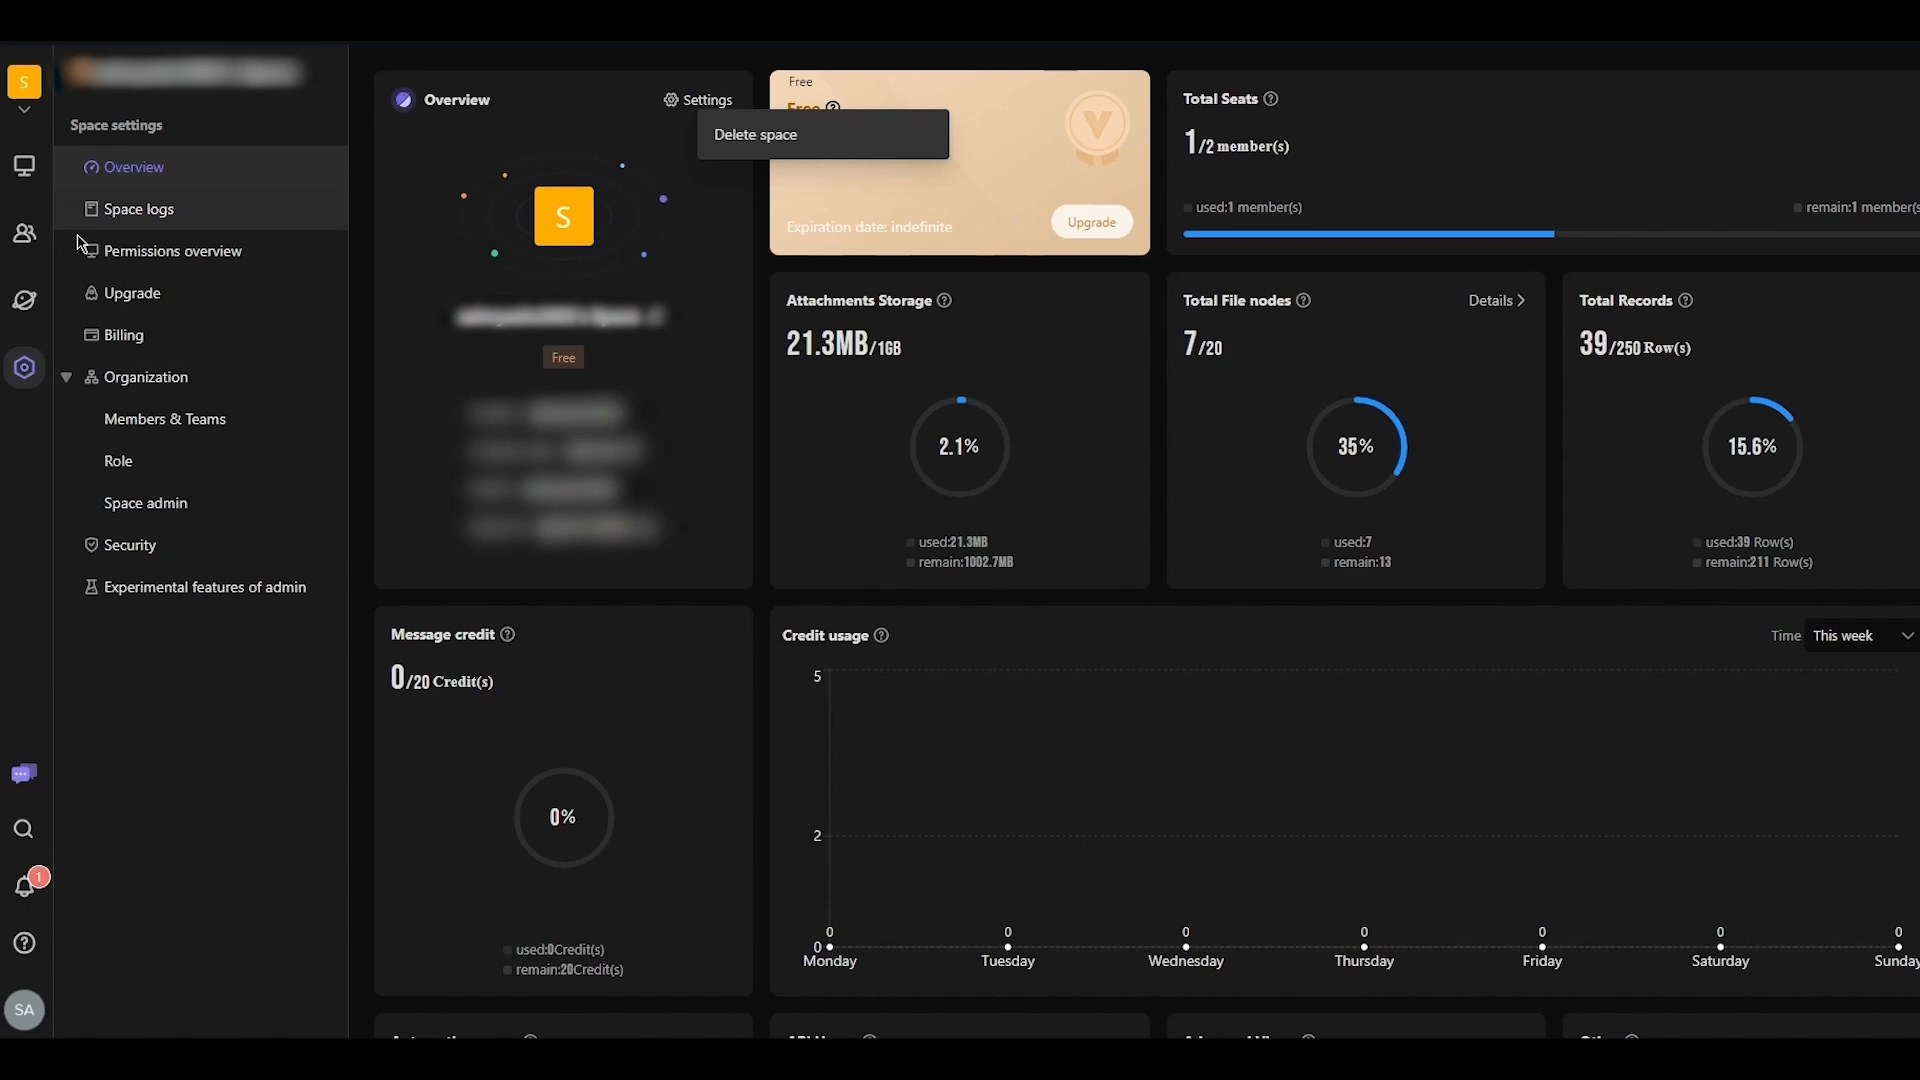 S
Space settings
Overview
Space logs
Permissions overview
Upgrade
Billing
Organization
Members & Teams
Role
Space admin
Security
Experimental features of admin
1
SA
Overview
Settings
Delete space
S
Free
Free
Free
Expiration date: indefinite
Upgrade
Total Seats
1/2 member(s)
used:1 member(s)
remain:1 member(s
Attachments Storage
21.3MB/1GB
2.1%
used:21.3MB
remain:1002.7MB
Total File nodes
Details
7/20
35%
used:7
remain:13
Total Records
39/250 Row(s)
15.6%
used:39 Row(s)
remain:211 Row(s)
Message credit
0/20 Credit(s)
0%
used:0Credit(s)
remain:20Credit(s)
Credit usage
Time This week
5
2
0
0 0 0 0 0 0 0
Monday Tuesday Wednesday Thursday Friday Saturday Sunday